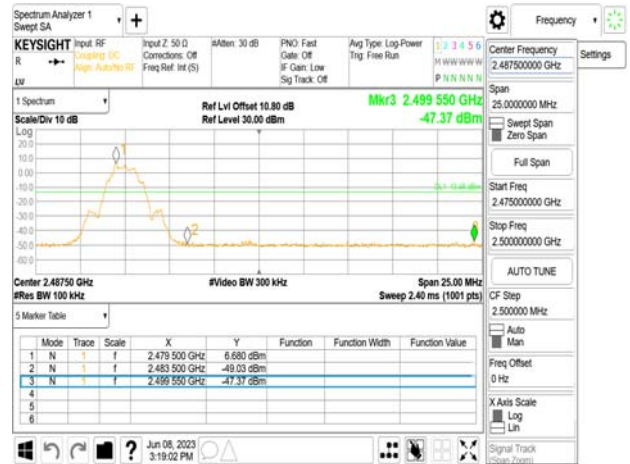 Spectrum Analyzer 1
Swept SA
Frequency
KEYSIGHT
R
Input: RF
Coupling: DC
Align: Auto/No RF
Input Z: 50 Ω
Corrections: Off
Freq Ref: Int (S)
#Atten: 30 dB
PNO: Fast
Gate: Off
IF Gain: Low
Sig Track: Off
Avg Type: Log-Power
Trig: Free Run
1 2 3 4 5 6
M W W W W W
P N N N N N
Center Frequency
2.487500000 GHz
Settings
Span
25.0000000 MHz
Swept Span
Zero Span
Full Span
Start Freq
2.475000000 GHz
Stop Freq
2.500000000 GHz
AUTO TUNE
CF Step
2.500000 MHz
Auto
Man
Freq Offset
0 Hz
X Axis Scale
Log
Lin
Signal Track
(Span Zoom)
1 Spectrum
Scale/Div 10 dB
Ref Lvl Offset 10.80 dB
Ref Level 30.00 dBm
Mkr3 2.499 550 GHz
-47.37 dBm
Log
20.0
10.0
0.00
-10.0
-20.0
-30.0
-40.0
-50.0
-60.0
1
2
3
Center 2.48750 GHz
#Res BW 100 kHz
#Video BW 300 kHz
Span 25.00 MHz
Sweep 2.40 ms (1001 pts)
5 Marker Table
Mode Trace Scale X Y Function Function Width Function Value
1 N 1 f 2.479 500 GHz 6.680 dBm
2 N 1 f 2.483 500 GHz -49.03 dBm
3 N 1 f 2.499 550 GHz -47.37 dBm
4
5
6
?
Jun 08, 2023
3:19:02 PM